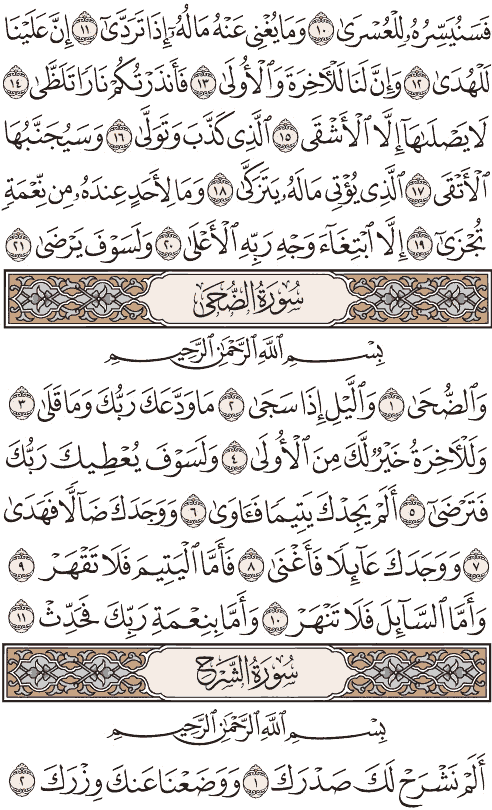 فَسَنُيَسِّرُهُۥ لِلْعُسْرَىٰ ١٠ وَمَا يُغْنِى عَنْهُ مَالُهُۥٓ إِذَا تَرَدَّىٰٓ ١١ إِنَّ عَلَيْنَا
لَلْهُدَىٰ ١٢ وَإِنَّ لَنَا لَلْءَاخِرَةَ وَٱلْأُولَىٰ ١٣ فَأَنذَرْتُكُمْ نَارًا تَلَظَّىٰ ١٤
لَا يَصْلَىٰهَآ إِلَّا ٱلْأَشْقَى ١٥ ٱلَّذِى كَذَّبَ وَتَوَلَّىٰ ١٦ وَسَيُجَنَّبُهَا
ٱلْأَتْقَى ١٧ ٱلَّذِى يُؤْتِى مَالَهُۥ يَتَزَكَّىٰ ١٨ وَمَا لِأَحَدٍ عِندَهُۥ مِن نِّعْمَةٍ
تُجْزَىٰٓ ١٩ إِلَّا ٱبْتِغَآءَ وَجْهِ رَبِّهِ ٱلْأَعْلَىٰ ٢٠ وَلَسَوْفَ يَرْضَىٰ ٢١
سُورَةُ الضُّحَىٰ
بِسْمِ ٱللَّهِ ٱلرَّحْمَٰنِ ٱلرَّحِيمِ
وَٱلضُّحَىٰ ١ وَٱلَّيْلِ إِذَا سَجَىٰ ٢ مَا وَدَّعَكَ رَبُّكَ وَمَا قَلَىٰ ٣
وَلَلْءَاخِرَةُ خَيْرٌ لَّكَ مِنَ ٱلْأُولَىٰ ٤ وَلَسَوْفَ يُعْطِيكَ رَبُّكَ
فَتَرْضَىٰٓ ٥ أَلَمْ يَجِدْكَ يَتِيمًا فَـَٔاوَىٰ ٦ وَوَجَدَكَ ضَآلًّا فَهَدَىٰ
٧ وَوَجَدَكَ عَآئِلًا فَأَغْنَىٰ ٨ فَأَمَّا ٱلْيَتِيمَ فَلَا تَقْهَرْ ٩
وَأَمَّا ٱلسَّآئِلَ فَلَا تَنْهَرْ ١٠ وَأَمَّا بِنِعْمَةِ رَبِّكَ فَحَدِّثْ ١١
سُورَةُ الشَّرْحِ
بِسْمِ ٱللَّهِ ٱلرَّحْمَٰنِ ٱلرَّحِيمِ
أَلَمْ نَشْرَحْ لَكَ صَدْرَكَ ١ وَوَضَعْنَا عَنكَ وِزْرَكَ ٢